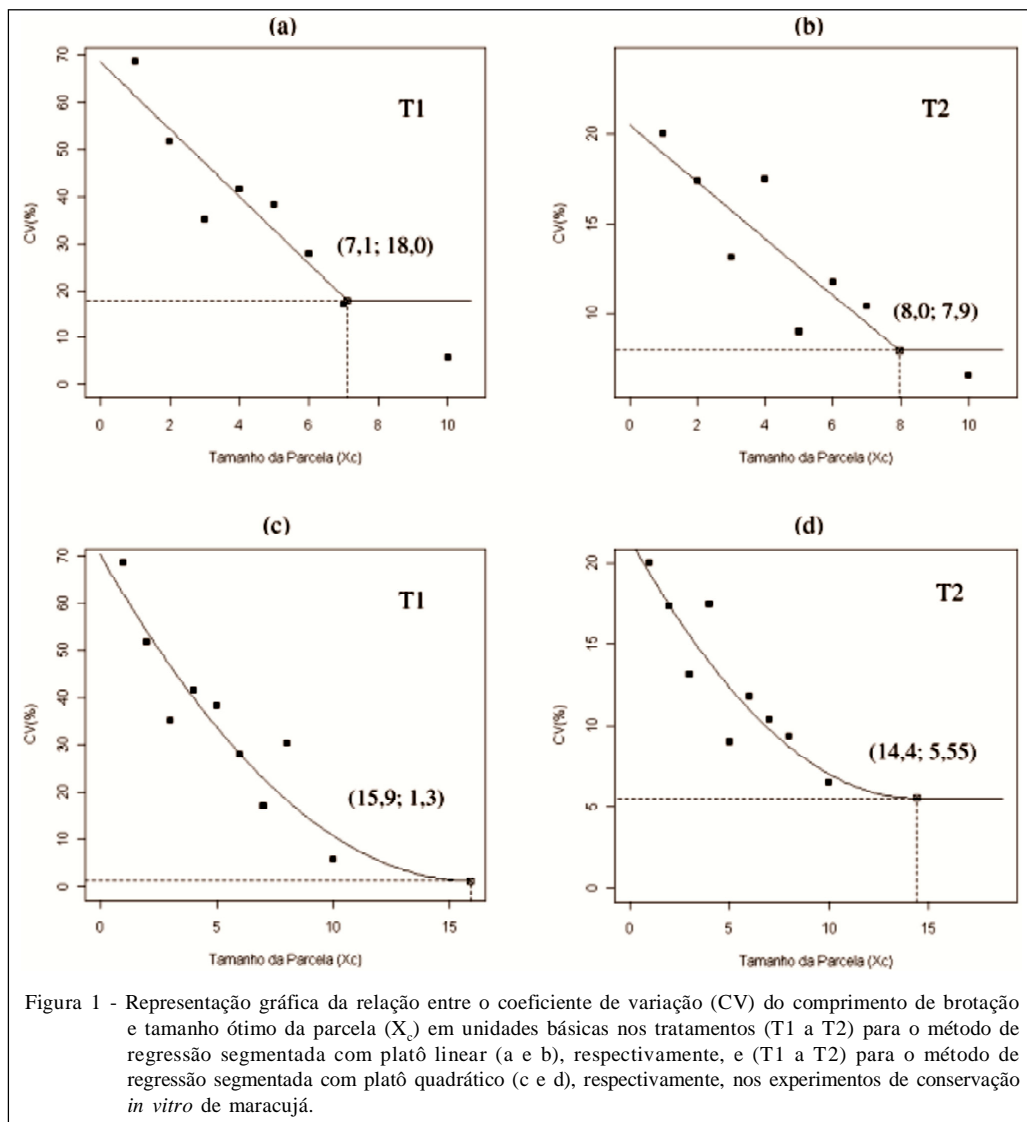 (a)
T1
CV(%)
70
60
50
40
30
20
10
0
(7,1; 18,0)
0 2 4 6 8 10
Tamanho da Parcela (Xc)
(b)
T2
CV(%)
20
15
10
(8,0; 7,9)
0 2 4 6 8 10
Tamanho da Parcela (Xc)
(c)
T1
CV(%)
70
60
50
40
30
20
10
0
(15,9; 1,3)
0 5 10 15
Tamanho da Parcela (Xc)
(d)
T2
CV(%)
20
15
10
5
0
(14,4; 5,55)
0 5 10 15
Tamanho da Parcela (Xc)
Figura 1 - Representação gráfica da relação entre o coeficiente de variação (CV) do comprimento de brotação
e tamanho ótimo da parcela (Xc) em unidades básicas nos tratamentos (T1 a T2) para o método de
regressão segmentada com platô linear (a e b), respectivamente, e (T1 a T2) para o método de
regressão segmentada com platô quadrático (c e d), respectivamente, nos experimentos de conservação
in vitro de maracujá.